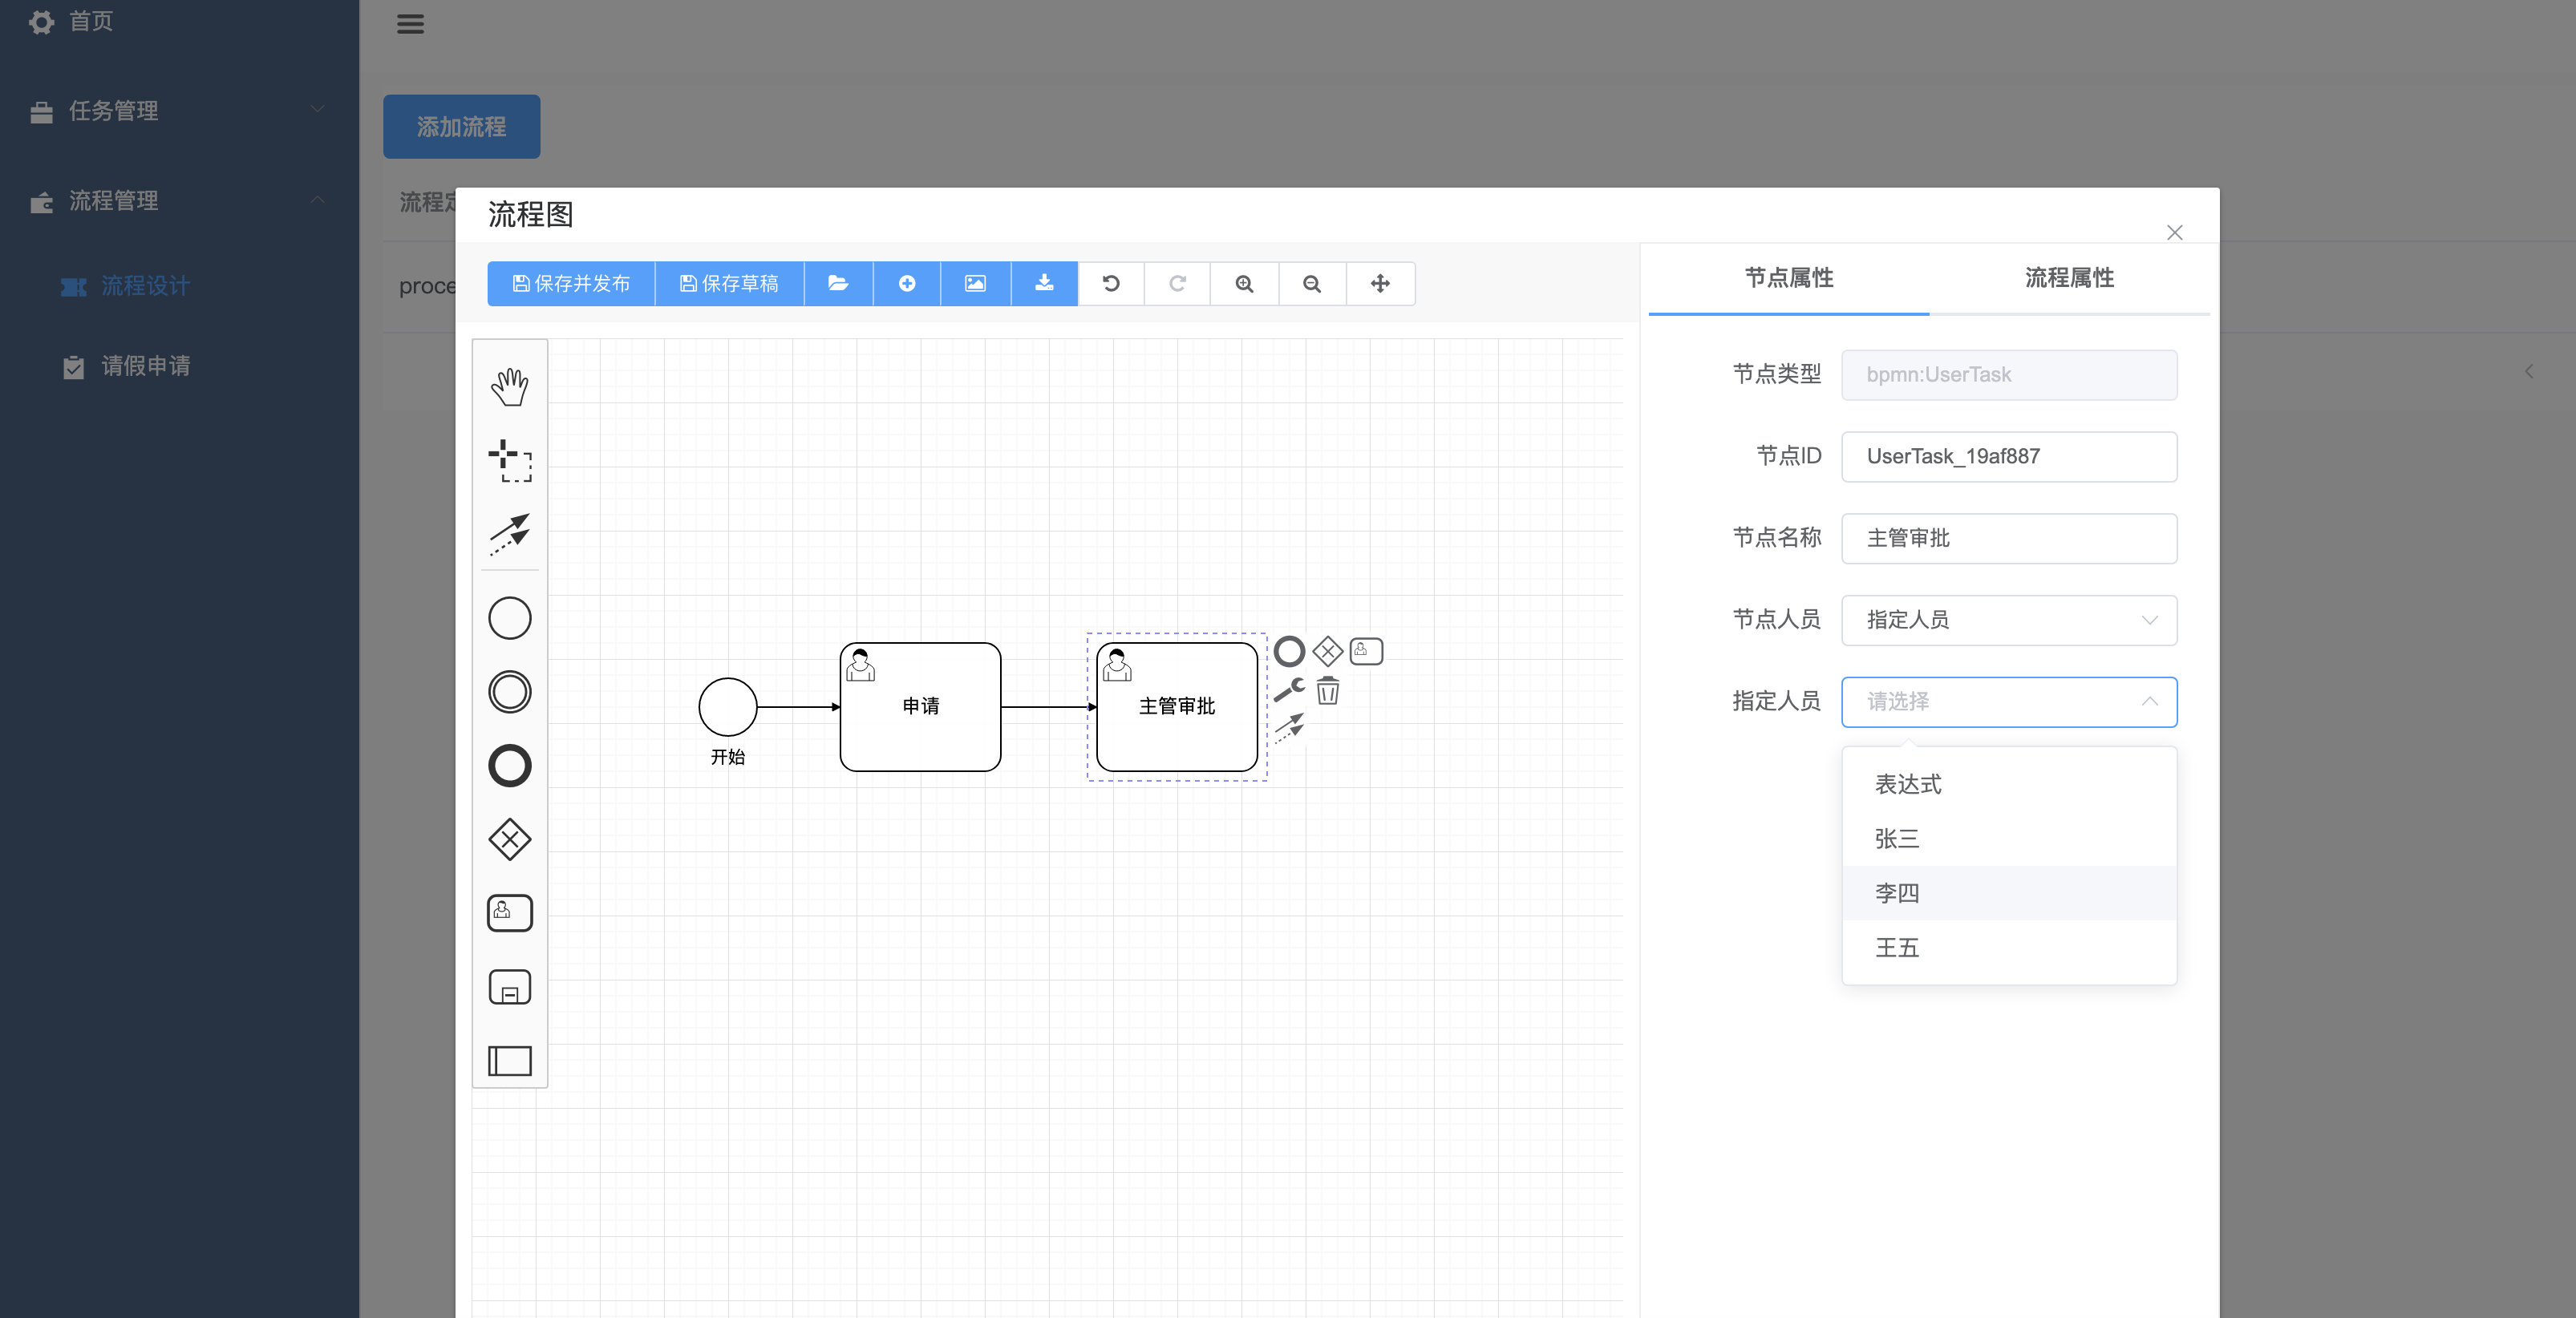 首页
任务管理
流程管理
流程设计
请假申请
添加流程
流程定
proce
流程图
保存并发布
保存草稿
开始
申请
主管审批
节点属性
流程属性
节点类型
bpmn:UserTask
节点ID
UserTask_19af887
节点名称
主管审批
节点人员
指定人员
指定人员
请选择
表达式
张三
李四
王五